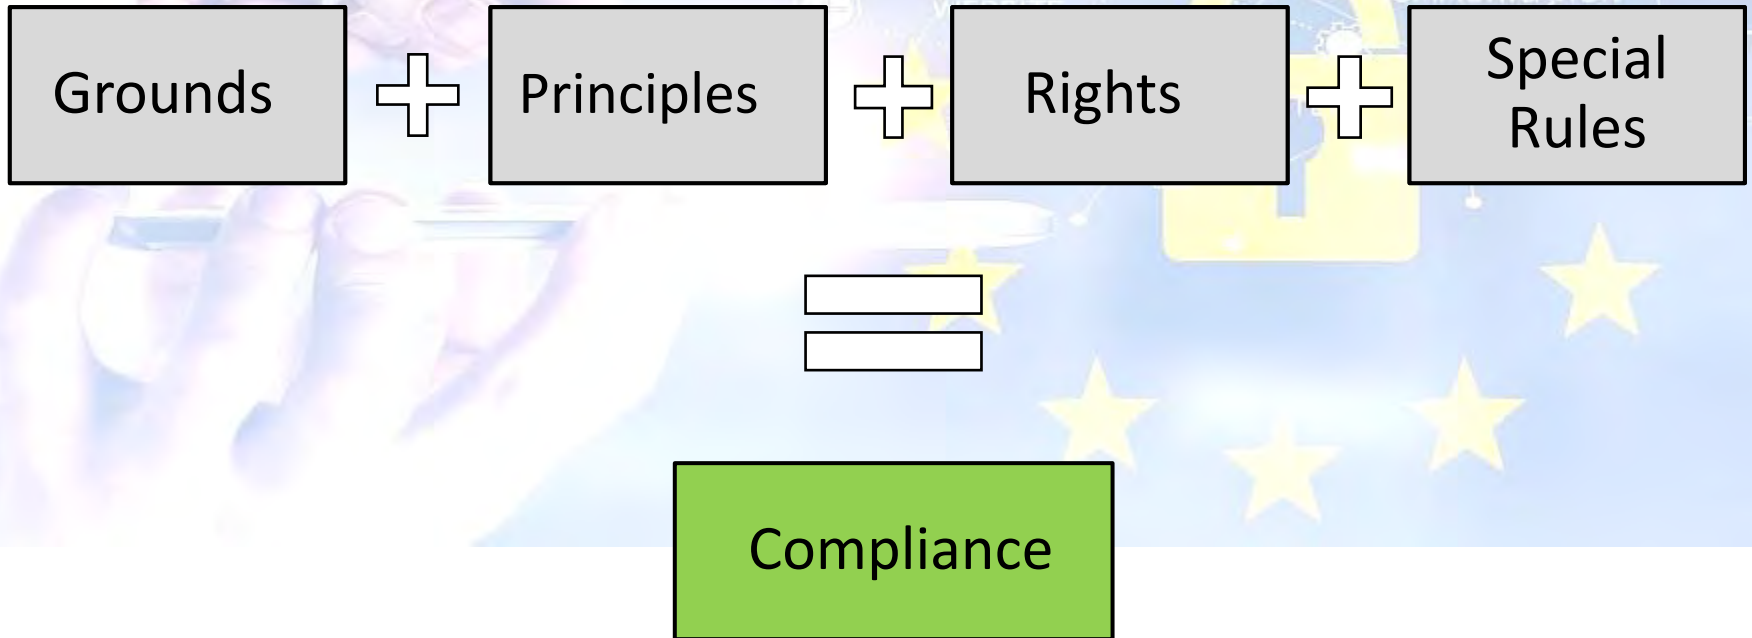 Grounds
Principles
Rights
Special
Rules
Compliance